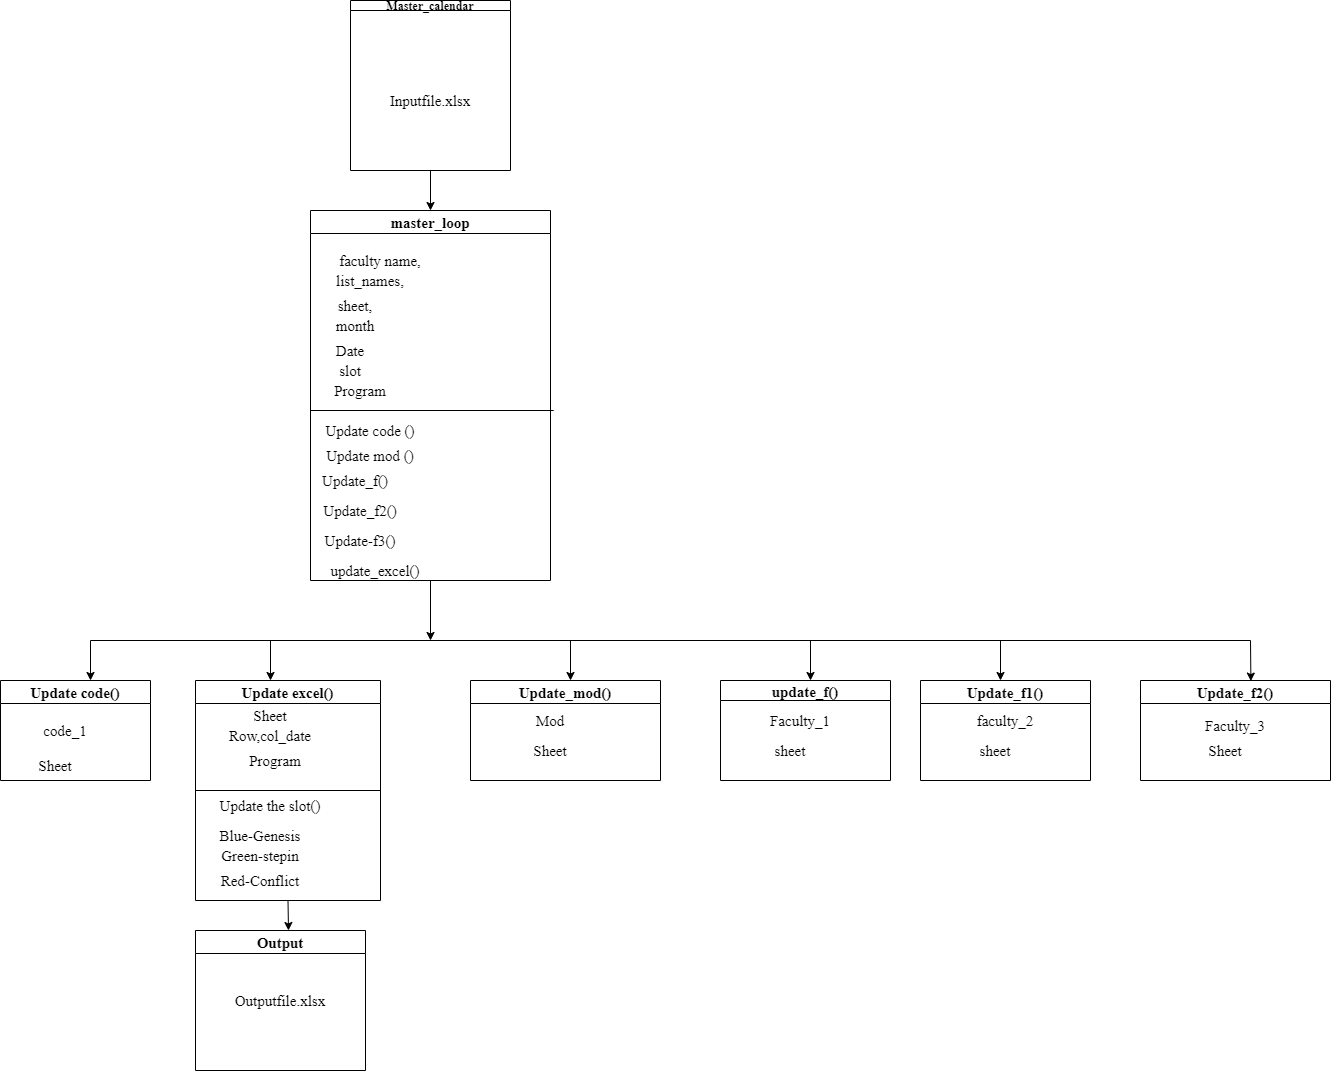 Master_calendar
Inputfile.xlsx
master_loop
faculty name,
list_names,
sheet,
month
Date
slot
Program
Update code ()
Update mod ()
Update_f()
Update_f2()
Update-f3()
update_excel()
Update code()
code_1
Sheet
Update excel()
Sheet
Row,col_date
Program
Update the slot()
Blue-Genesis
Green-stepin
Red-Conflict
Update_mod()
Mod
Sheet
update_f()
Faculty_1
sheet
Update_f1()
faculty_2
sheet
Update_f2()
Faculty_3
Sheet
Output
Outputfile.xlsx